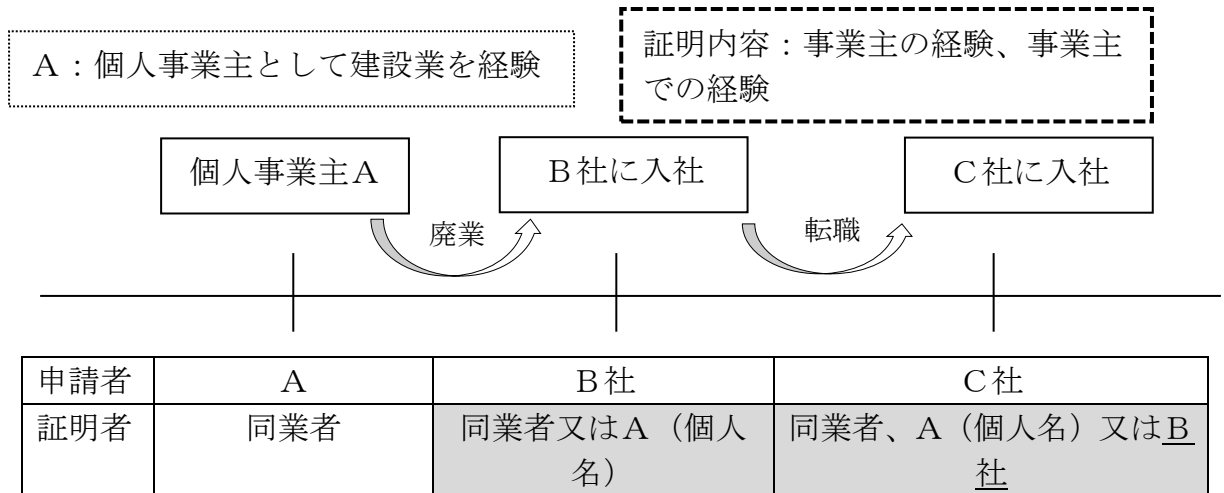 A:個人事業主として建設業を経験
証明内容:事業主の経験、事業主
での経験
個人事業主A
B社に入社
C社に入社
廃業
転職
申請者 A B社 C社
証明者 同業者 同業者又はA(個人 同業者、A(個人名)又はB
名) 社